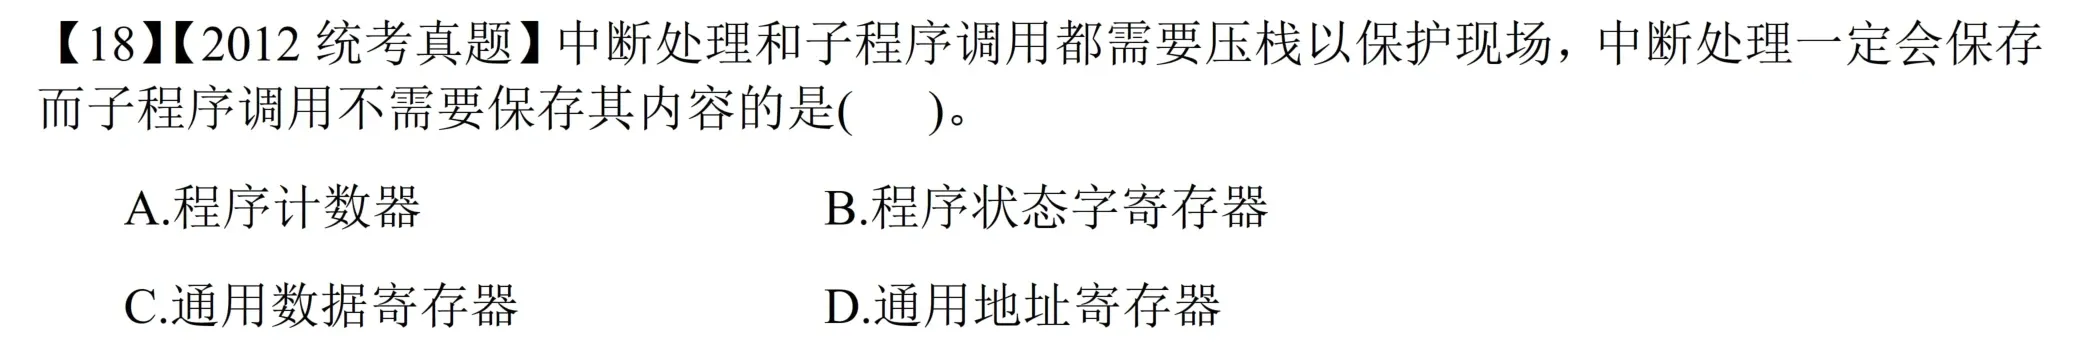 【18】【2012 统考真题】中断处理和子程序调用都需要压栈以保护现场，中断处理一定会保存
而子程序调用不需要保存其内容的是(　　)。
A.程序计数器　　B.程序状态字寄存器
C.通用数据寄存器　　D.通用地址寄存器